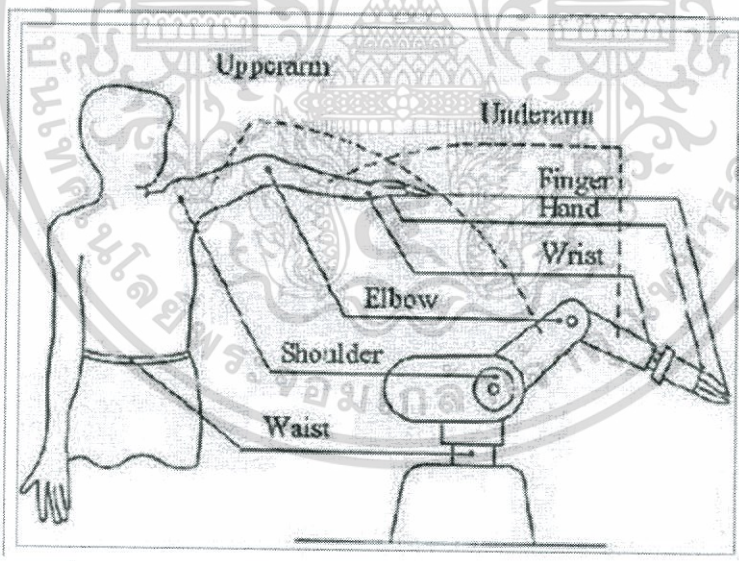 Upperarm
Underarm
Finger
Hand
Wrist
Elbow
Shoulder
Waist